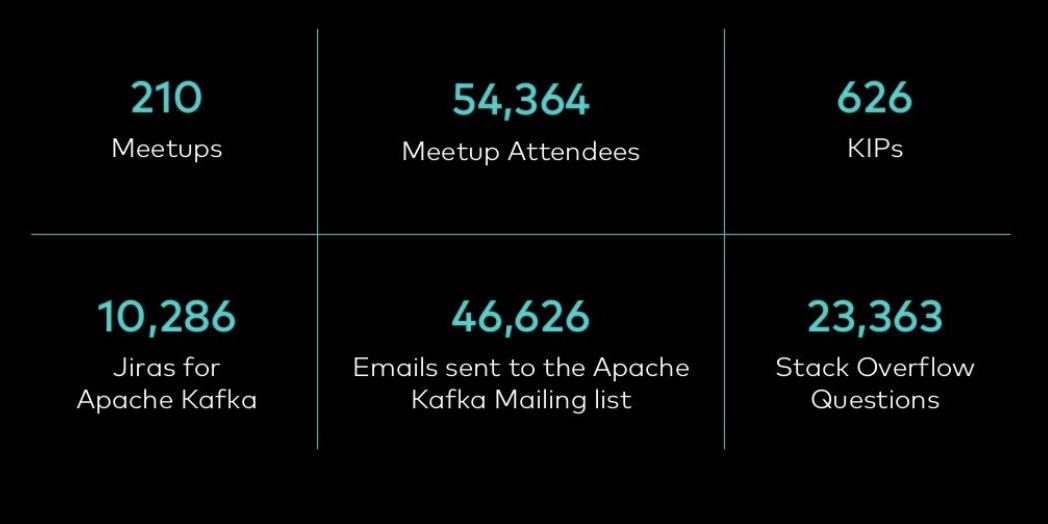 210
Meetups
54,364
Meetup Attendees
626
KIPs
10,286
Jiras for
Apache Kafka
46,626
Emails sent to the Apache
Kafka Mailing list
23,363
Stack Overflow
Questions